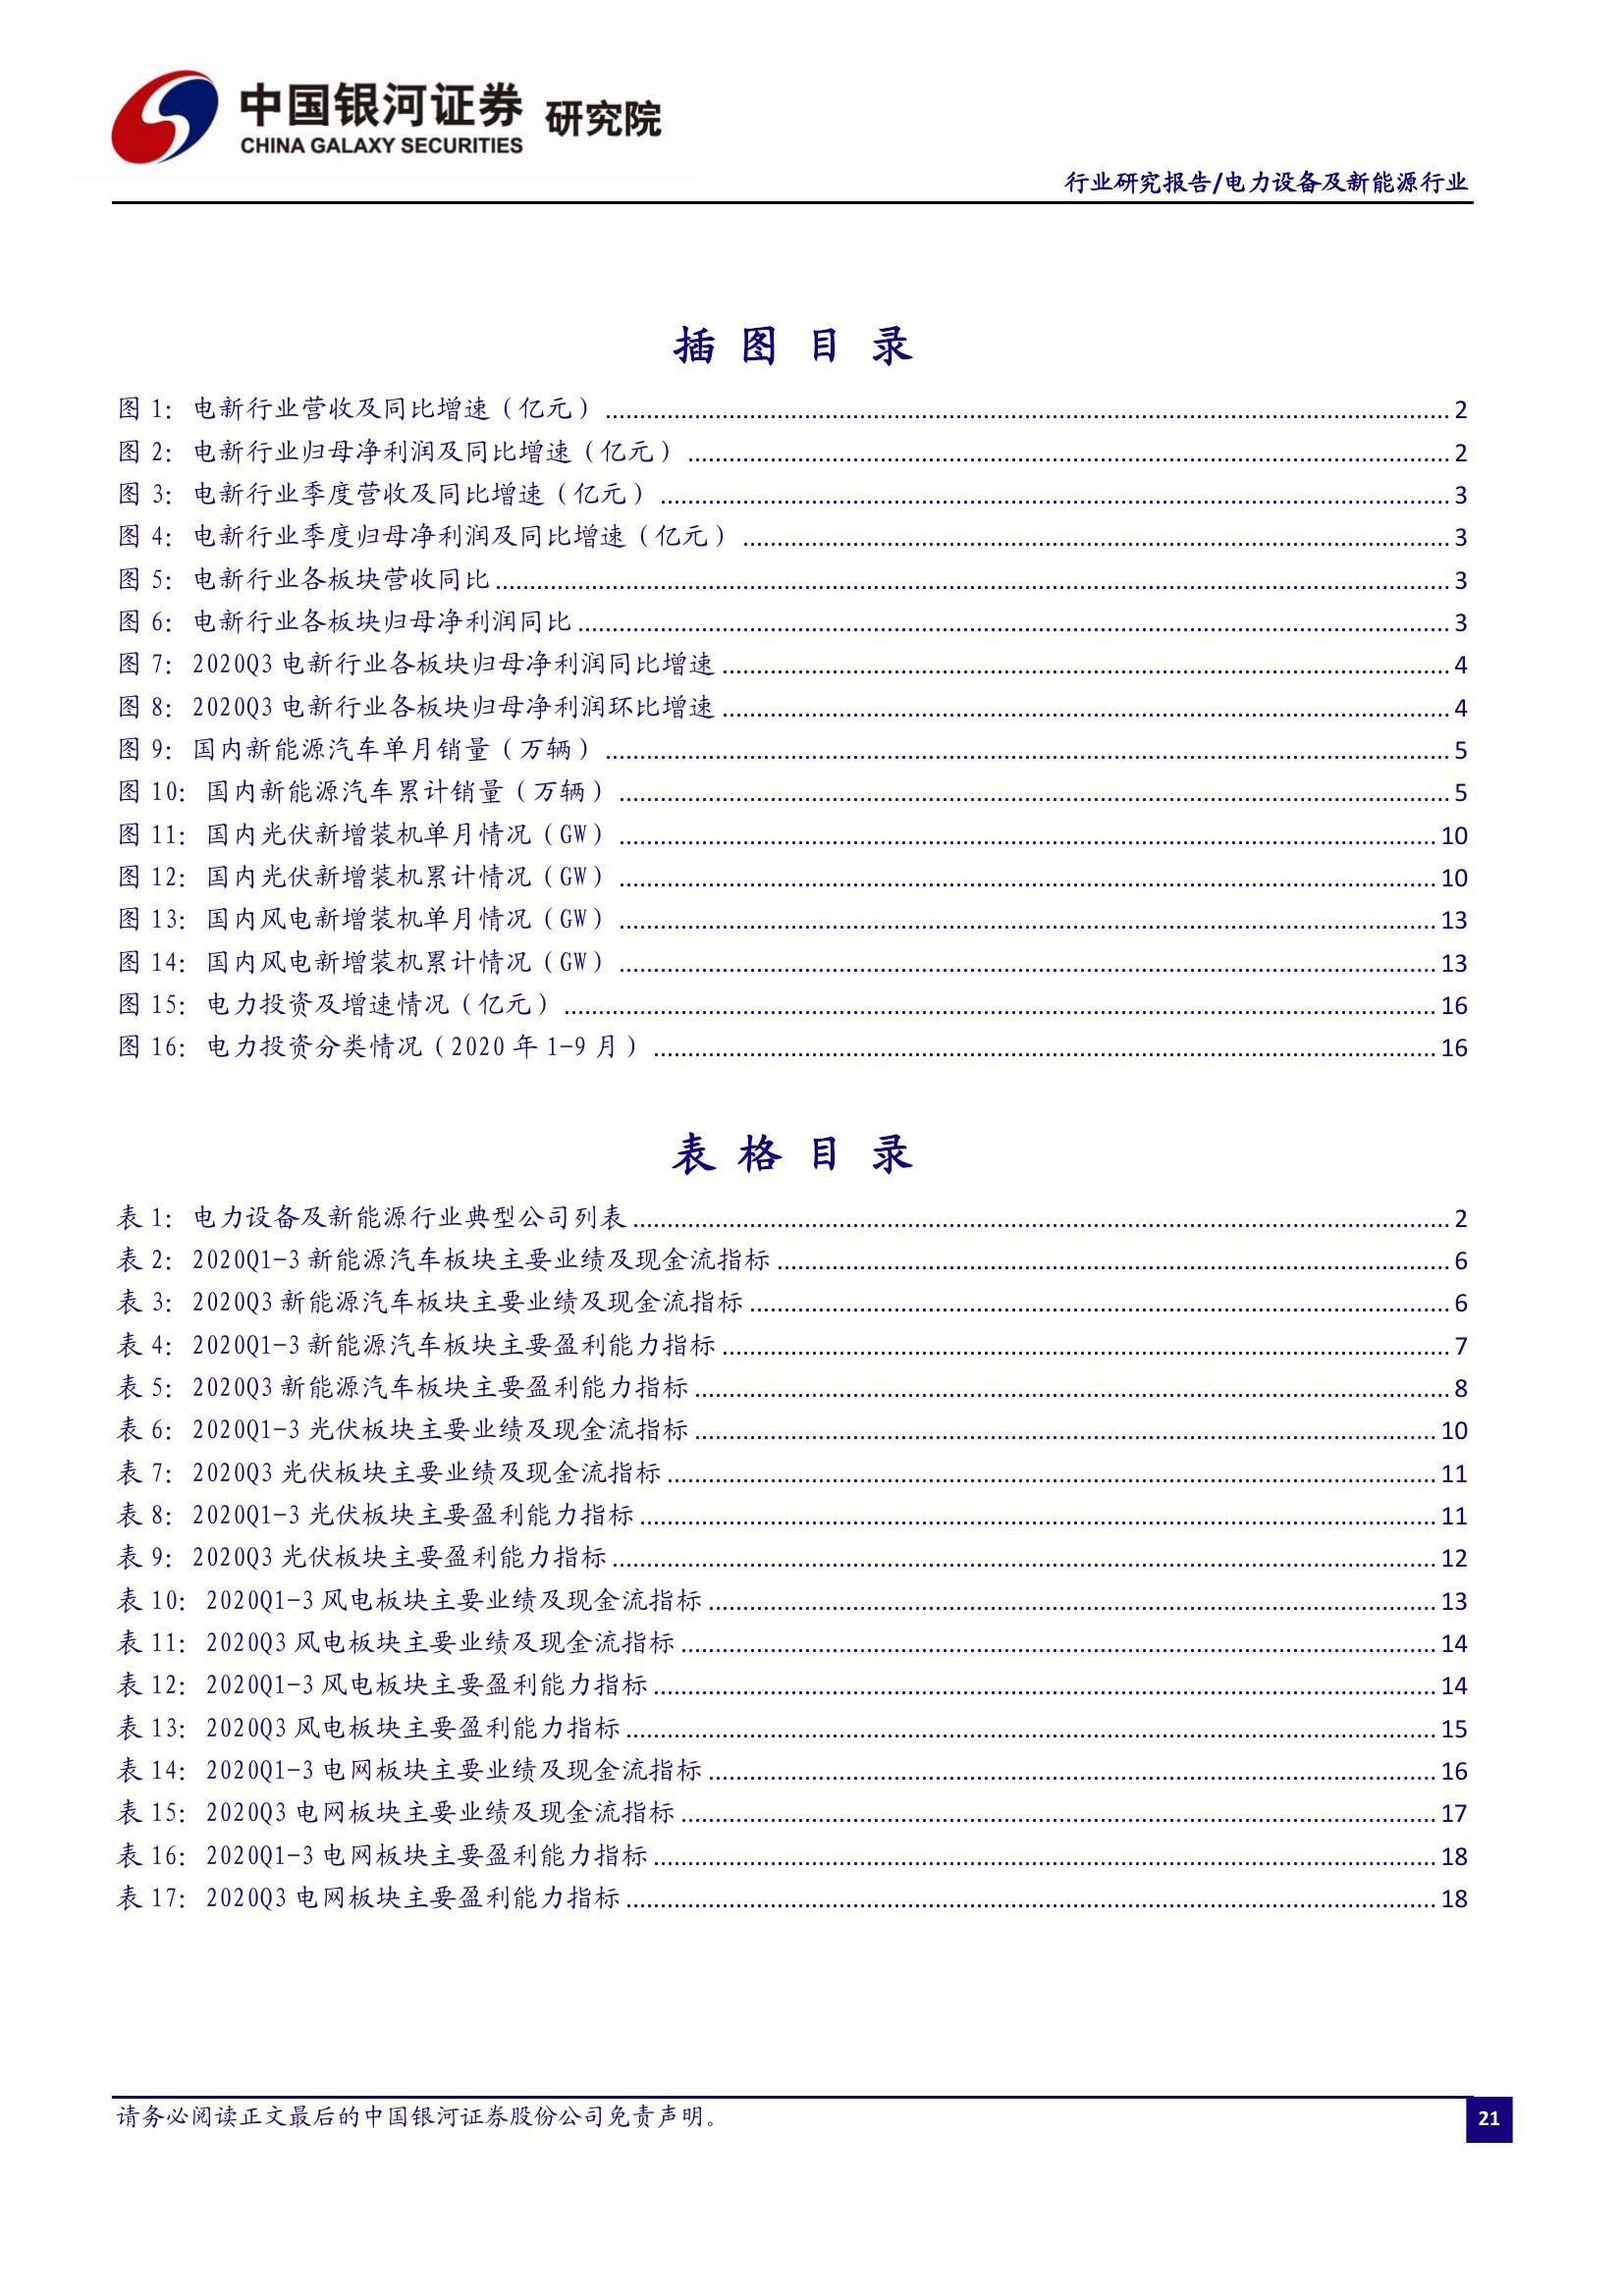 中国银河证券 研究院
CHINA GALAXY SECURITIES
行业研究报告/电力设备及新能源行业
插 图 目 录
图 1：电新行业营收及同比增速（亿元）........2
图 2：电新行业归母净利润及同比增速（亿元）........2
图 3：电新行业季度营收及同比增速（亿元）........3
图 4：电新行业季度归母净利润及同比增速（亿元）........3
图 5：电新行业各板块营收同比........3
图 6：电新行业各板块归母净利润同比........3
图 7：2020Q3 电新行业各板块归母净利润同比增速........4
图 8：2020Q3 电新行业各板块归母净利润环比增速........4
图 9：国内新能源汽车单月销量（万辆）........5
图 10：国内新能源汽车累计销量（万辆）........5
图 11：国内光伏新增装机单月情况（GW）........10
图 12：国内光伏新增装机累计情况（GW）........10
图 13：国内风电新增装机单月情况（GW）........13
图 14：国内风电新增装机累计情况（GW）........13
图 15：电力投资及增速情况（亿元）........16
图 16：电力投资分类情况（2020 年 1-9 月）........16
表 格 目 录
表 1：电力设备及新能源行业典型公司列表........2
表 2：2020Q1-3 新能源汽车板块主要业绩及现金流指标........6
表 3：2020Q3 新能源汽车板块主要业绩及现金流指标........6
表 4：2020Q1-3 新能源汽车板块主要盈利能力指标........7
表 5：2020Q3 新能源汽车板块主要盈利能力指标........8
表 6：2020Q1-3 光伏板块主要业绩及现金流指标........10
表 7：2020Q3 光伏板块主要业绩及现金流指标........11
表 8：2020Q1-3 光伏板块主要盈利能力指标........11
表 9：2020Q3 光伏板块主要盈利能力指标........12
表 10：2020Q1-3 风电板块主要业绩及现金流指标........13
表 11：2020Q3 风电板块主要业绩及现金流指标........14
表 12：2020Q1-3 风电板块主要盈利能力指标........14
表 13：2020Q3 风电板块主要盈利能力指标........15
表 14：2020Q1-3 电网板块主要业绩及现金流指标........16
表 15：2020Q3 电网板块主要业绩及现金流指标........17
表 16：2020Q1-3 电网板块主要盈利能力指标........18
表 17：2020Q3 电网板块主要盈利能力指标........18
请务必阅读正文最后的中国银河证券股份公司免责声明。
21